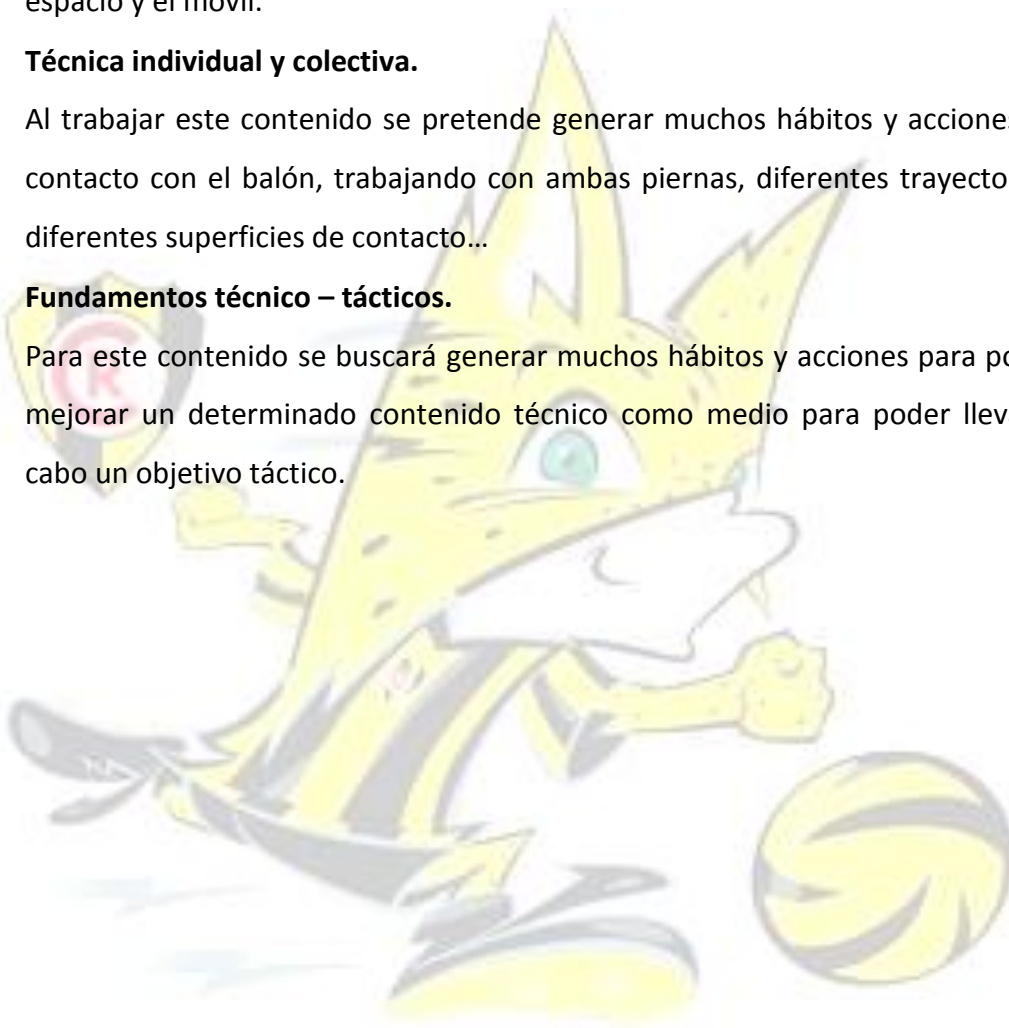 espacio y el móvil.
Técnica individual y colectiva.
Al trabajar este contenido se pretende generar muchos hábitos y acciones
contacto con el balón, trabajando con ambas piernas, diferentes trayecto
diferentes superficies de contacto…
Fundamentos técnico – tácticos.
Para este contenido se buscará generar muchos hábitos y acciones para po
mejorar un determinado contenido técnico como medio para poder lleva
cabo un objetivo táctico.